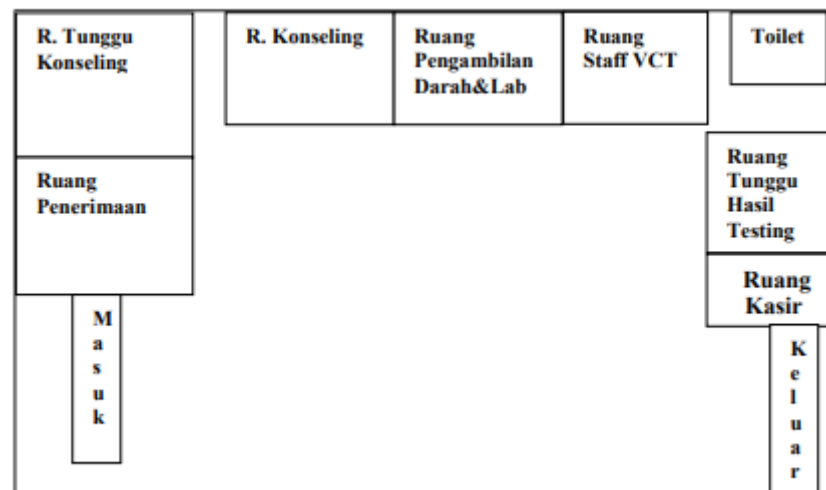 R. Tunggu
Konseling
R. Konseling
Ruang
Pengambilan
Darah&Lab
Ruang
Staff VCT
Toilet
Ruang
Penerimaan
Ruang
Tunggu
Hasil
Testing
Ruang
Kasir
M
a
s
u
k
K
e
l
u
a
r